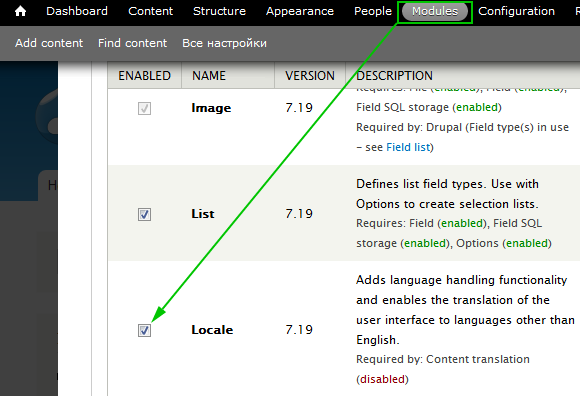 Dashboard Content Structure Appearance People Modules Configuration R
Add content Find content Все настройки
ENABLED NAME VERSION DESCRIPTION
Requires: File (enabled), Field (enabled),
Image 7.19 Field SQL storage (enabled)
Required by: Drupal (Field type(s) in use
– see Field list)
Defines list field types. Use with
Options to create selection lists.
List 7.19 Requires: Field (enabled), Field SQL
storage (enabled), Options (enabled)
Adds language handling functionality
and enables the translation of the
Locale 7.19 user interface to languages other than
English.
Required by: Content translation
(disabled)